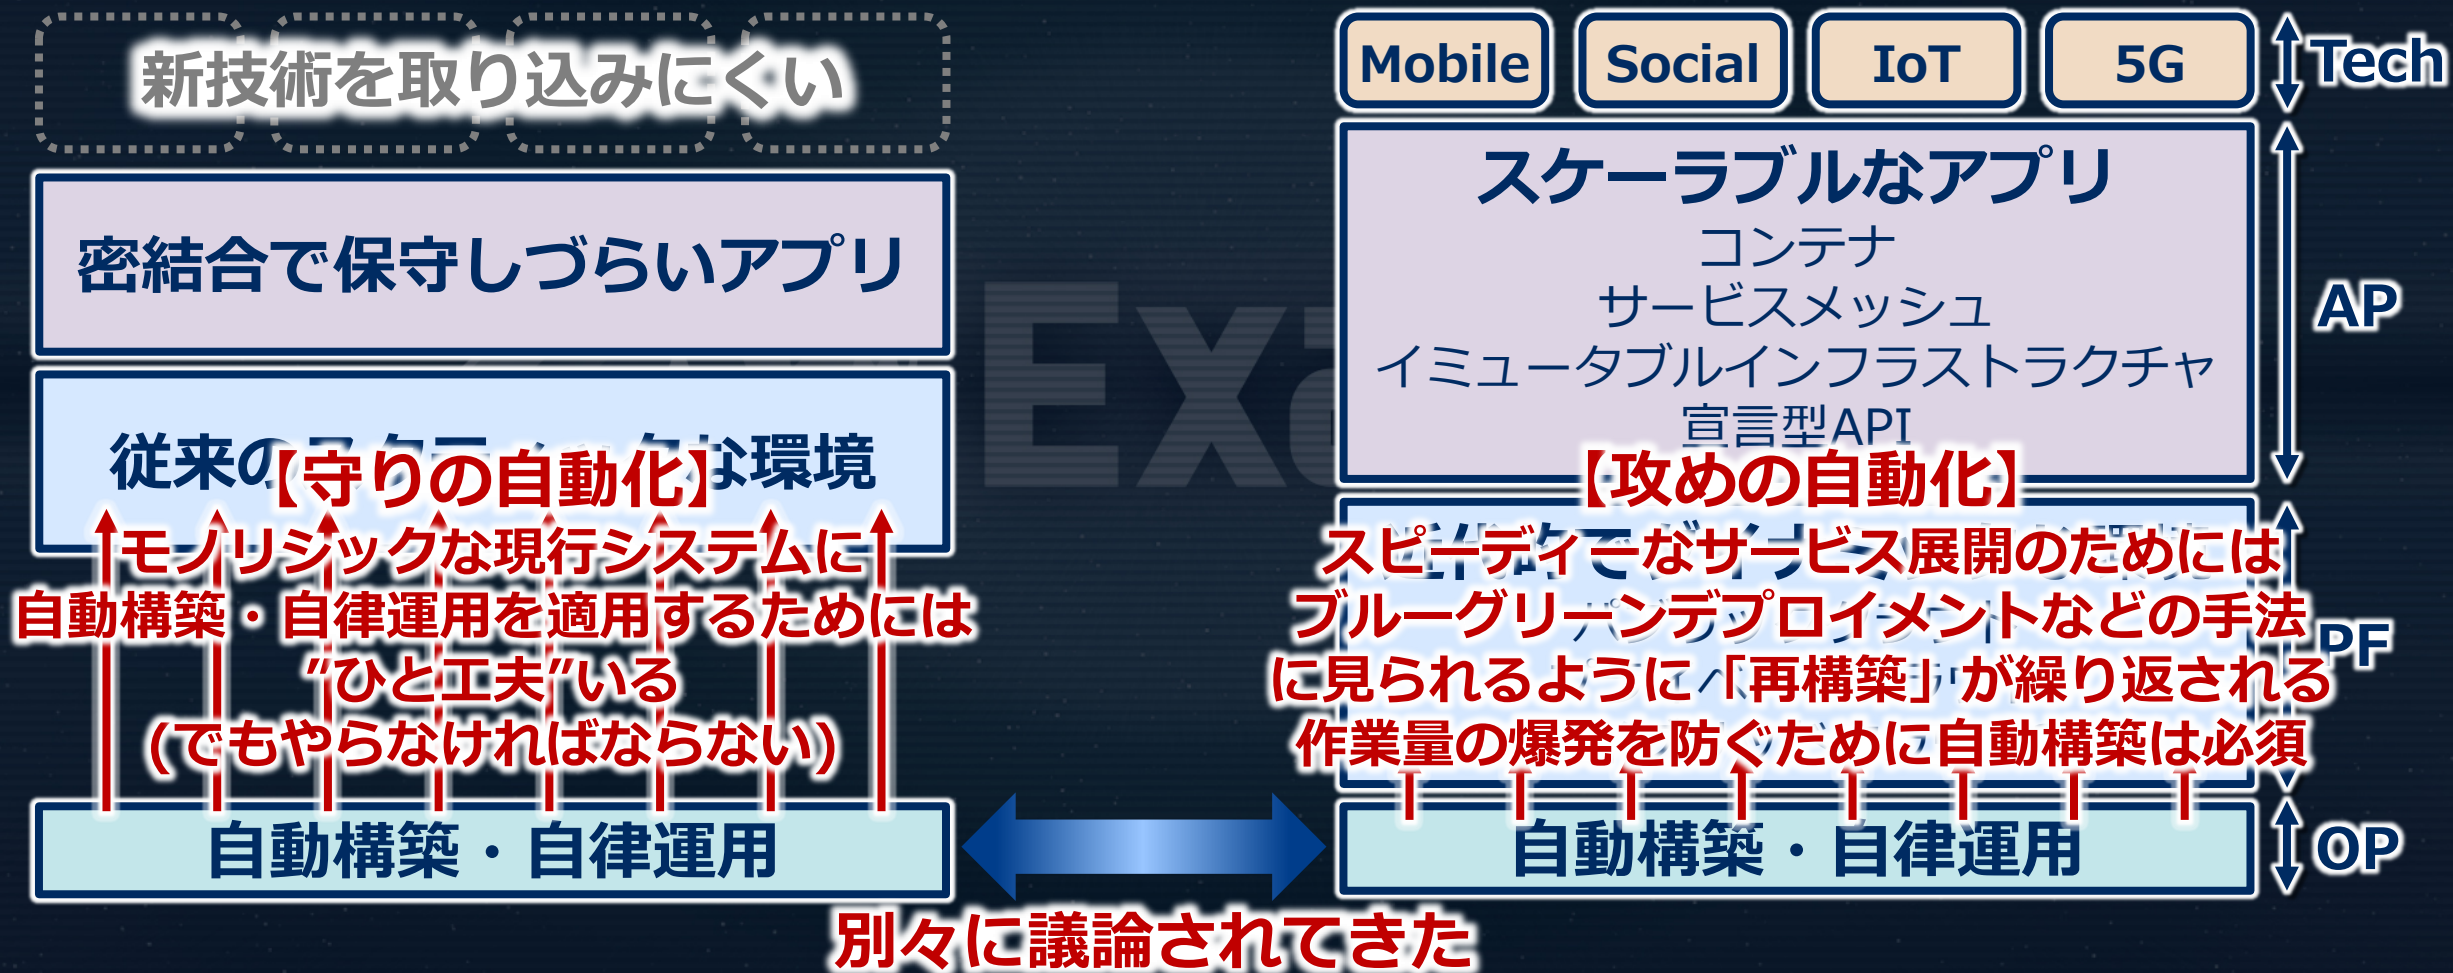 新技術を取り込みにくい
密結合で保守しづらいアプリ
従来の
な環境
【守りの自動化】
モノリシックな現行システムに
自動構築・自律運用を適用するためには
”ひと工夫”いる
(でもやらなければならない)
自動構築・自律運用
Mobile
Social
IoT
5G
Tech
スケーラブルなアプリ
コンテナ
サービスメッシュ
イミュータブルインフラストラクチャ
宣言型API
AP
【攻めの自動化】
スピーディーなサービス展開のためには
ブルーグリーンデプロイメントなどの手法
に見られるように「再構築」が繰り返される
作業量の爆発を防ぐために自動構築は必須
PF
自動構築・自律運用
OP
別々に議論されてきた